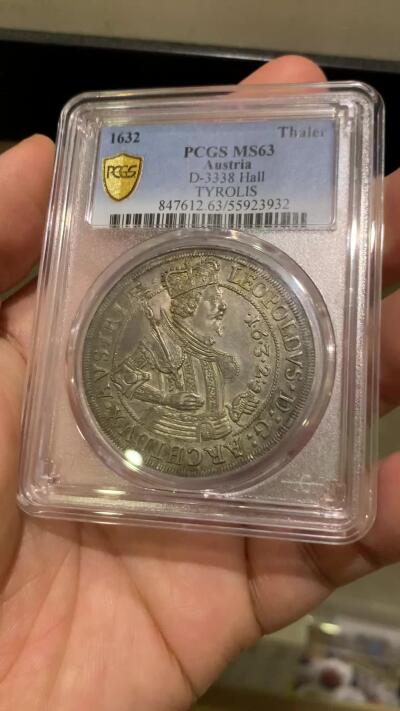 1632 Thaler
PCGS MS63
Austria
D-3338 Hall
TYROLIS
847612.63/55923932
PCGS
LEOPOLDVS·D:G:ARCHIDVX·AVSTRIÆ
1632